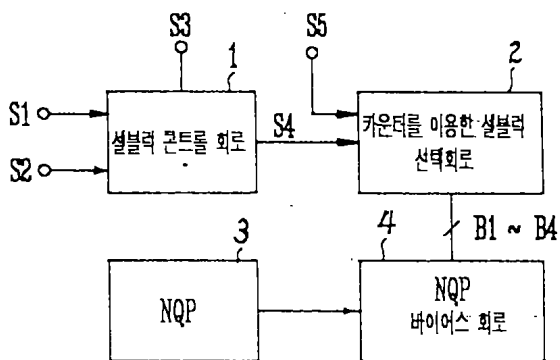 S3
S5
1
2
S1
셀블럭 콘트롤 회로
S4
카운터를 이용한 셀블럭
선택회로
S2
3
4
B1 ~ B4
NQP
NQP
바이어스 회로